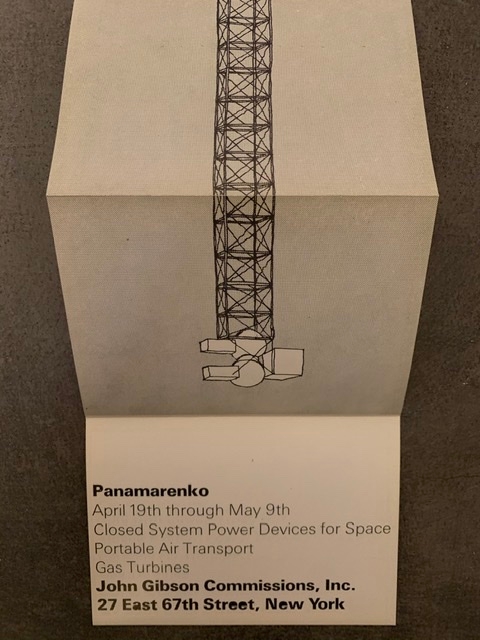 Panamarenko
April 19th through May 9th
Closed System Power Devices for Space
Portable Air Transport
Gas Turbines
John Gibson Commissions, Inc.
27 East 67th Street, New York